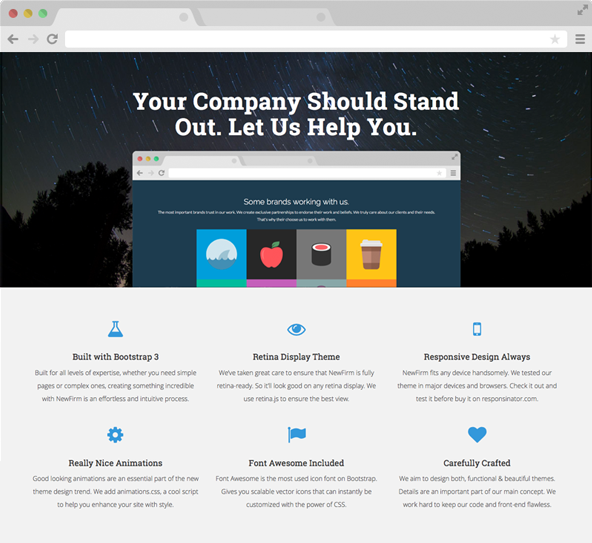 Your Company Should Stand
Out. Let Us Help You.
Some brands working with us.
The most important brands trust in our work. We create exclusive partnerships to endorse their work and beliefs. We truly care about our clients and their needs.
That's why their choose us to work with them.
Built with Bootstrap 3
Built for all levels of expertise, whether you need simple
pages or complex ones, creating something incredible
with NewFirm is an effortless and intuitive process.
Retina Display Theme
We've taken great care to ensure that NewFirm is fully
retina-ready. So it'll look good on any retina display. We
use retina.js to ensure the best view.
Responsive Design Always
NewFirm fits any device handsomely. We tested our
theme in major devices and browsers. Check it out and
test it before buy it on responsinator.com.
Really Nice Animations
Good looking animations are an essential part of the new
theme design trend. We add animations.css, a cool script
to help you enhance your site with style.
Font Awesome Included
Font Awesome is the most used icon font on Bootstrap.
Gives you scalable vector icons that can instantly be
customized with the power of CSS.
Carefully Crafted
We aim to design both, functional & beautiful themes.
Details are an important part of our main concept. We
work hard to keep our code and front-end flawless.